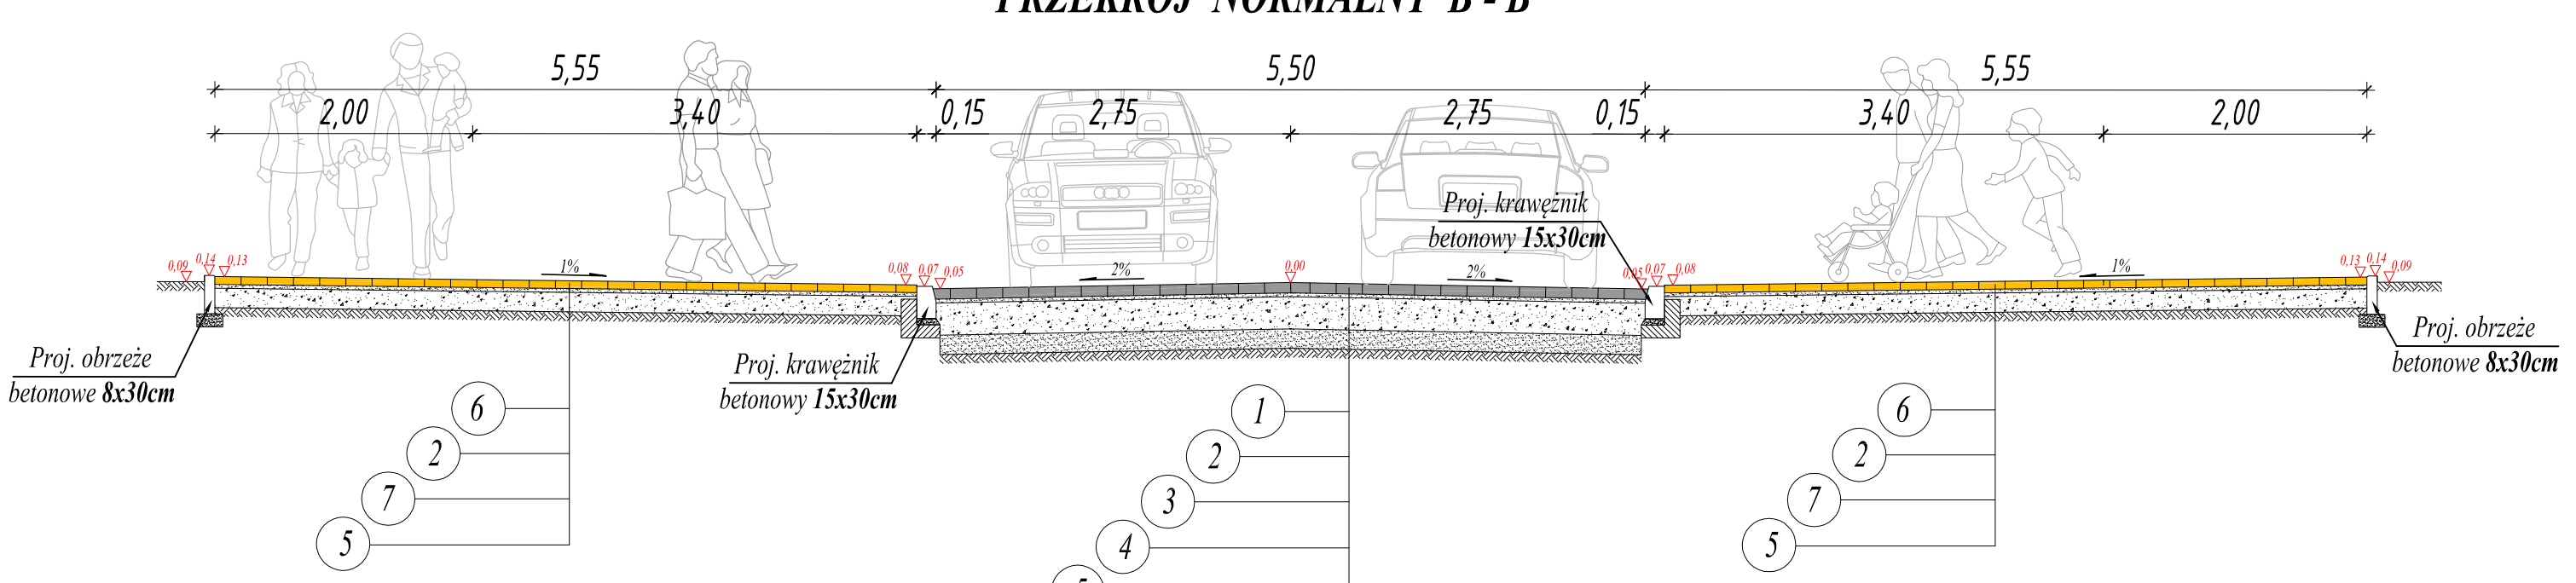 PRZEKRÓJ NORMALNY B - B
5,55 5,50 5,55
2,00 3,40 0,15 2,75 2,75 0,15 3,40 2,00
Proj. krawężnik
betonowy 15x30cm
0,09 0,14 0,13 1% 0,08 0,07 0,05 2% 0,00 2% 0,05 0,07 0,08 1% 0,13 0,14 0,09
Proj. obrzeże
betonowe 8x30cm
Proj. krawężnik
betonowy 15x30cm
Proj. obrzeże
betonowe 8x30cm
6 1 6
2 2 2
7 3 7
5 4 5